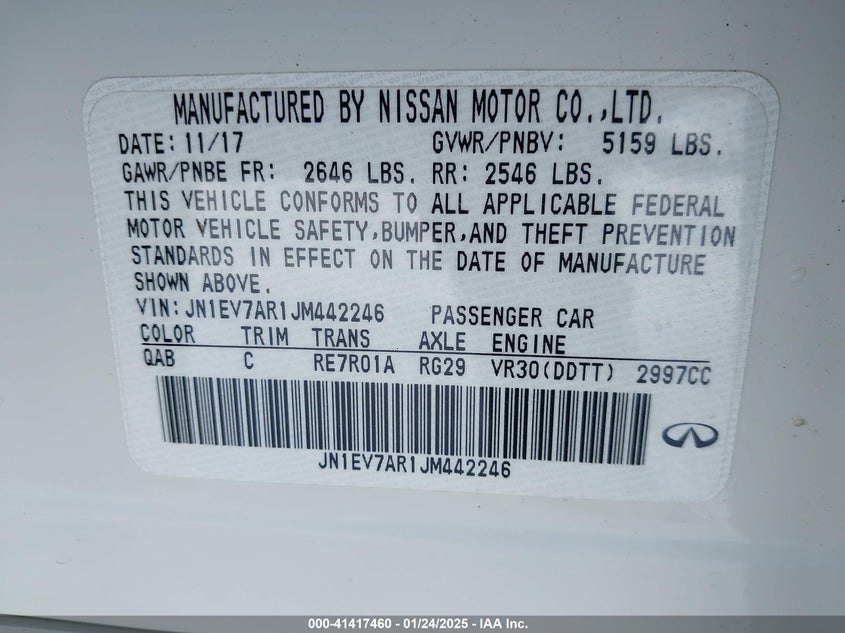 MANUFACTURED BY NISSAN MOTOR CO.,LTD.
DATE: 11/17 GVWR/PNBV: 5159 LBS.
GAWR/PNBE FR: 2646 LBS. RR: 2546 LBS.
THIS VEHICLE CONFORMS TO ALL APPLICABLE FEDERAL
MOTOR VEHICLE SAFETY,BUMPER,AND THEFT PREVENTION
STANDARDS IN EFFECT ON THE DATE OF MANUFACTURE
SHOWN ABOVE.
VIN:JN1EV7AR1JM442246 PASSENGER CAR
COLOR TRIM TRANS AXLE ENGINE
QAB C RE7R01A RG29 VR30(DDTT) 2997CC
JN1EV7AR1JM442246
000-41417460 - 01/24/2025 - IAA Inc.